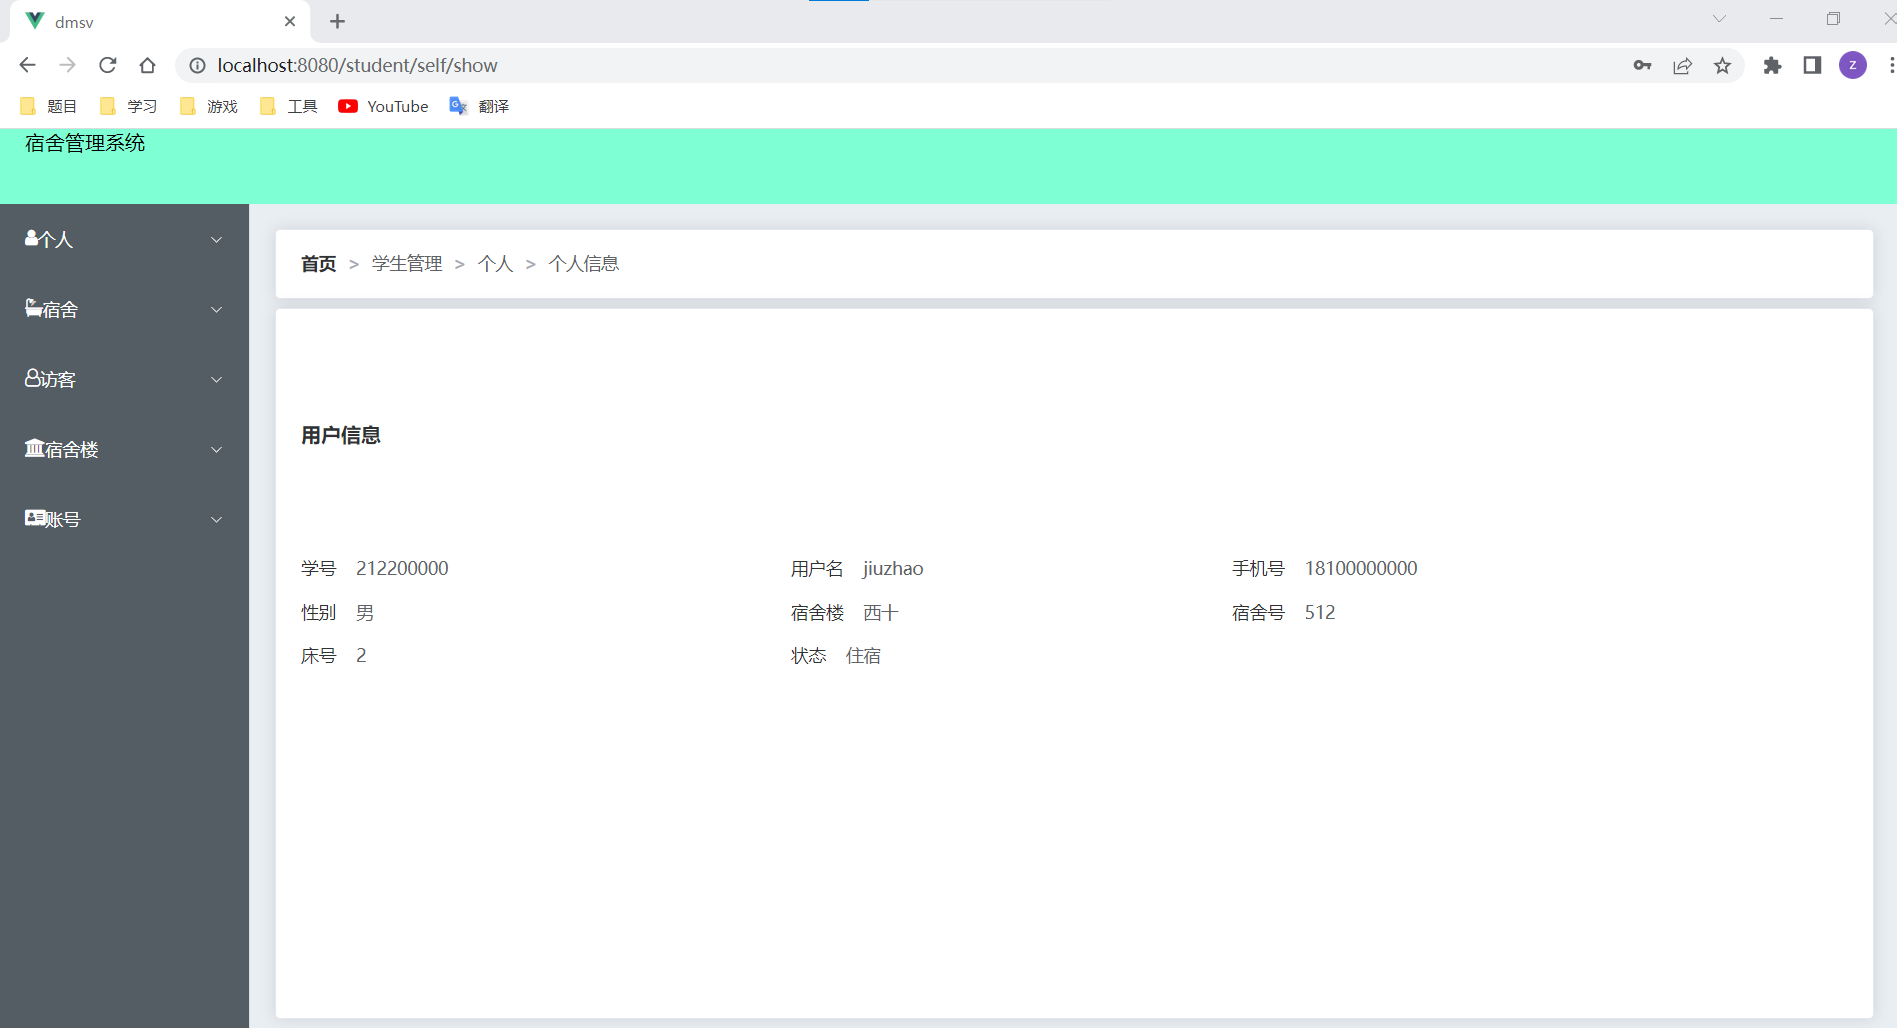 dmsv
localhost:8080/student/self/show
z
题目 学习 游戏 工具 YouTube 翻译
宿舍管理系统
个人
宿舍
访客
宿舍楼
账号
首页 > 学生管理 > 个人 > 个人信息
用户信息
学号 212200000 用户名 jiuzhao 手机号 18100000000
性别 男 宿舍楼 西十 宿舍号 512
床号 2 状态 住宿